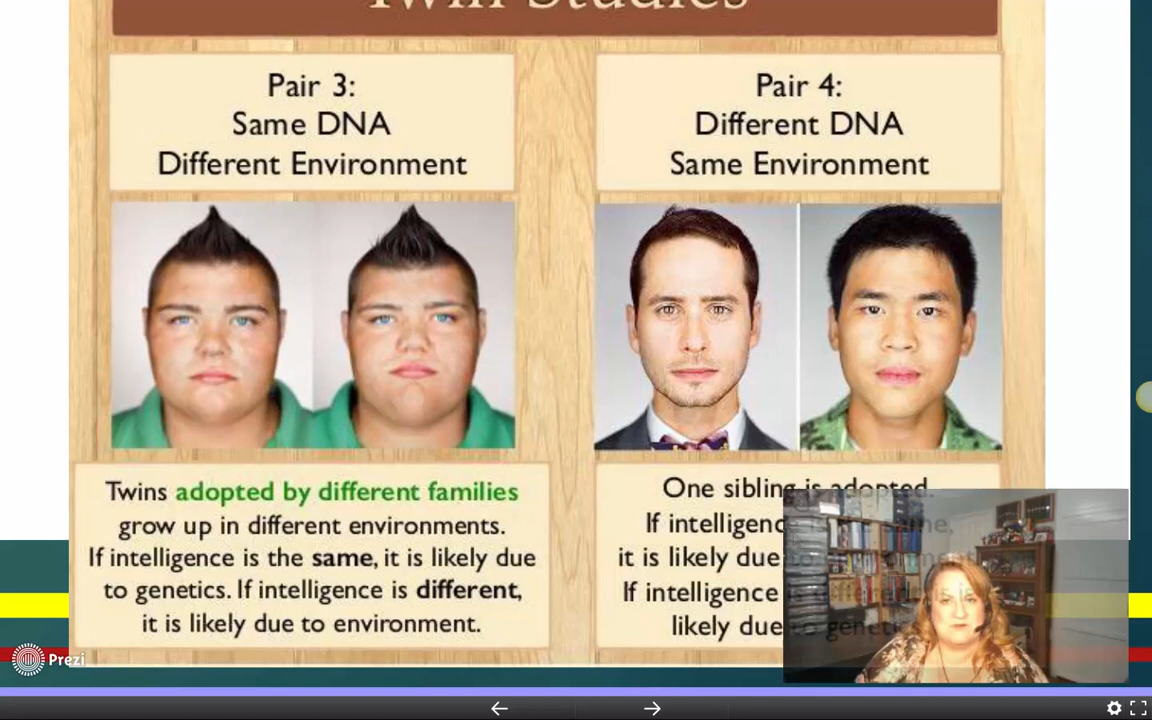 Twin Studies
Pair 3:
Same DNA
Different Environment
Pair 4:
Different DNA
Same Environment
Twins adopted by different families
grow up in different environments.
If intelligence is the same, it is likely due
to genetics. If intelligence is different,
it is likely due to environment.
One sibling is adopted.
If intelligence is the same,
it is likely due to environment.
If intelligence is different,
likely due to genetics
Prezi